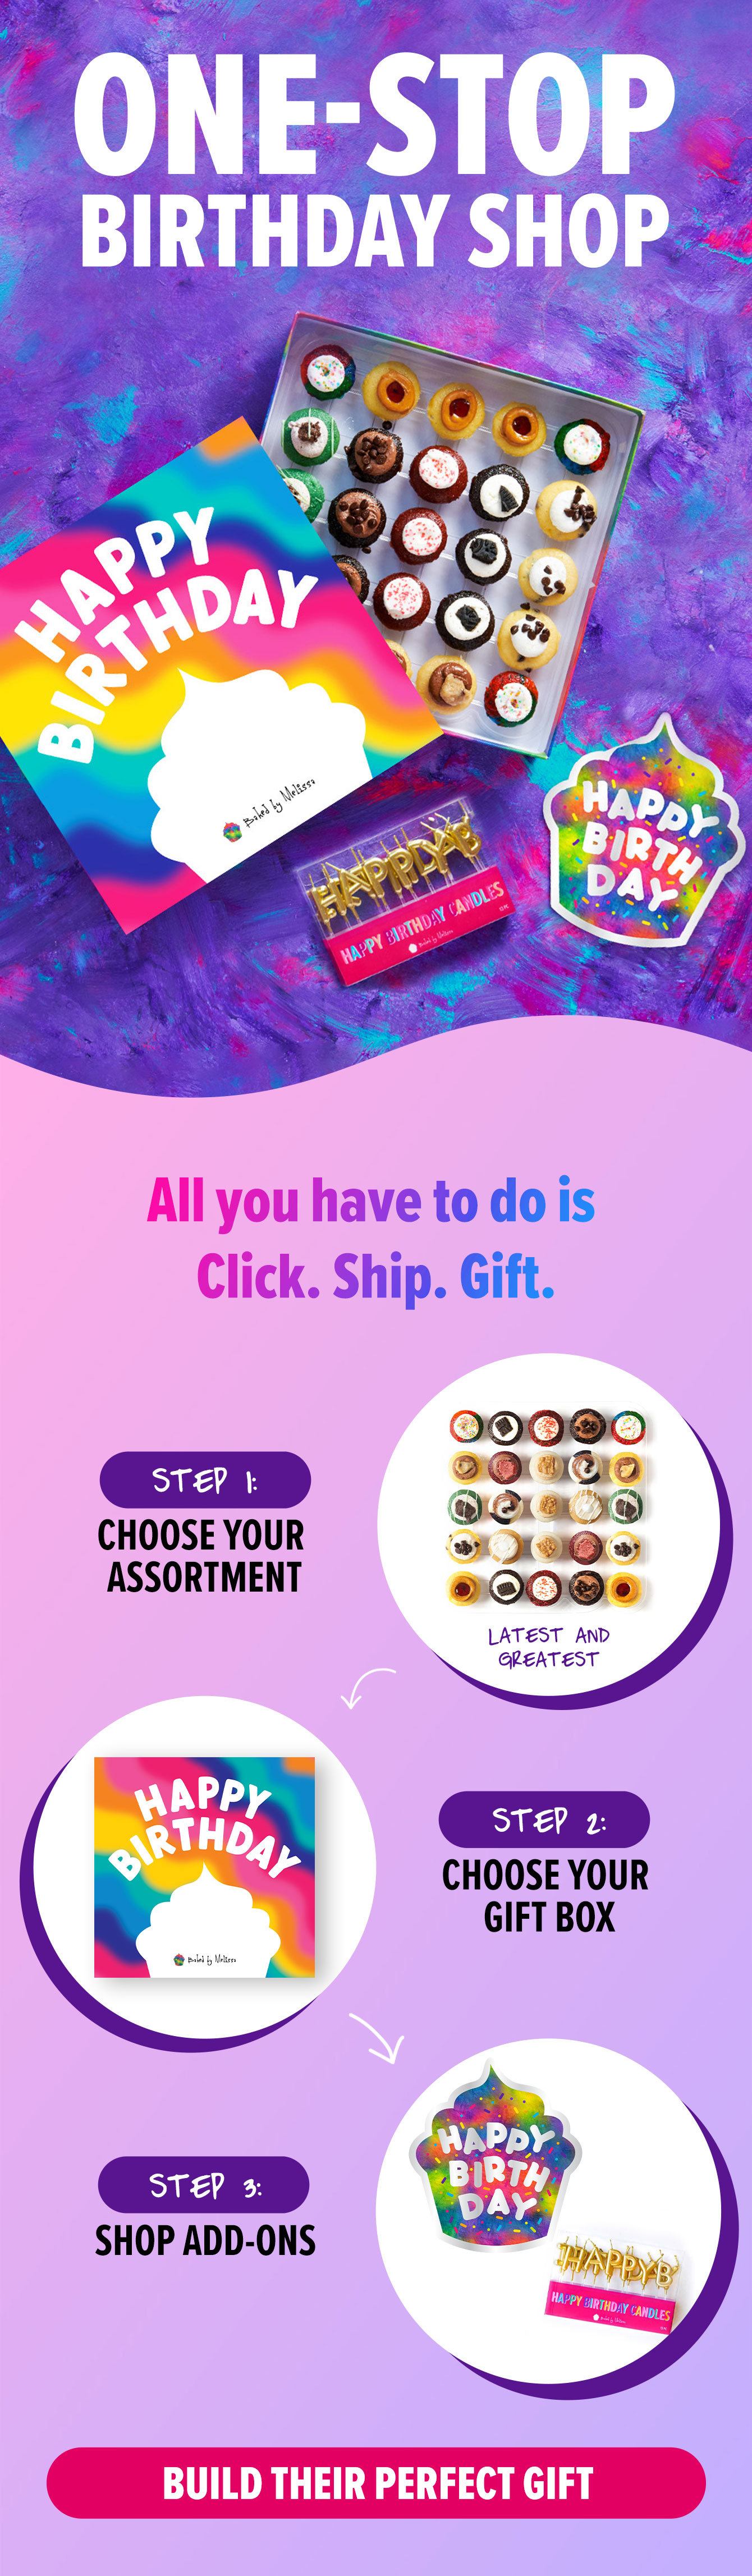 ONE-STOP
BIRTHDAY SHOP
HAPPY
BIRTHDAY
Baked by Melissa
HAPPY B
HAPPY BIRTHDAY CANDLES
Baked by Melissa
HAPPY
BIRTH
DAY
All you have to do is
Click. Ship. Gift.
STEP 1:
CHOOSE YOUR
ASSORTMENT
LATEST AND
GREATEST
HAPPY
BIRTHDAY
Baked by Melissa
STEP 2:
CHOOSE YOUR
GIFT BOX
HAPPY
BIRTH
DAY
STEP 3:
SHOP ADD-ONS
HAPPY B
HAPPY BIRTHDAY CANDLES
BUILD THEIR PERFECT GIFT